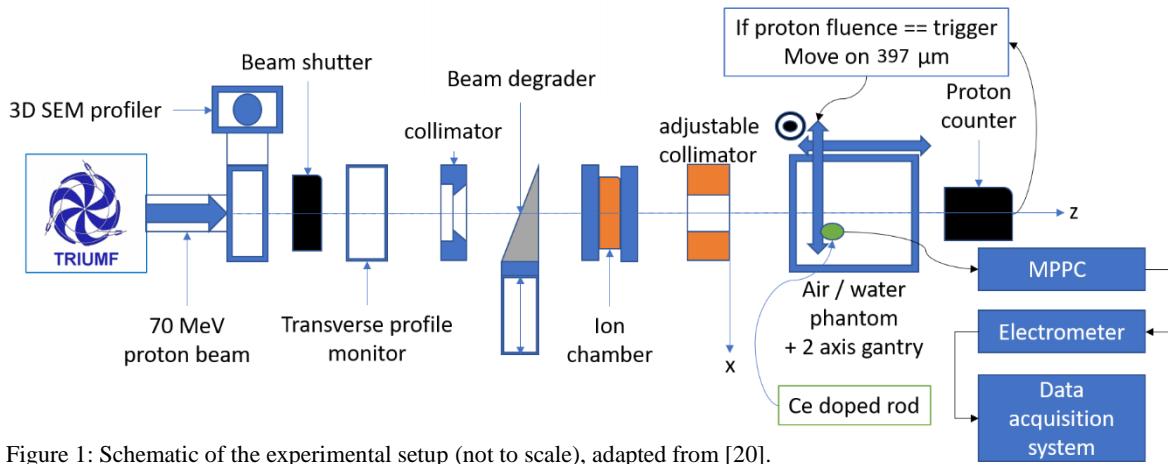 If proton fluence == trigger
Move on 397 μm
Beam shutter
Beam degrader
Proton
counter
3D SEM profiler
collimator
adjustable
collimator
z
TRIUMF
MPPC
70 MeV
proton beam
Transverse profile
monitor
Ion
chamber
x
Air / water
phantom
+ 2 axis gantry
Electrometer
Ce doped rod
Data
acquisition
system
Figure 1: Schematic of the experimental setup (not to scale), adapted from [20].